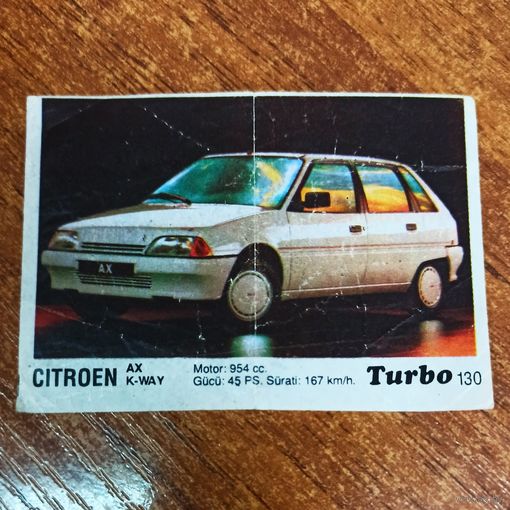 AX
CITROEN AX K-WAY
Motor: 954 cc.
Gücü: 45 PS. Sürati: 167 km/h.
Turbo 130